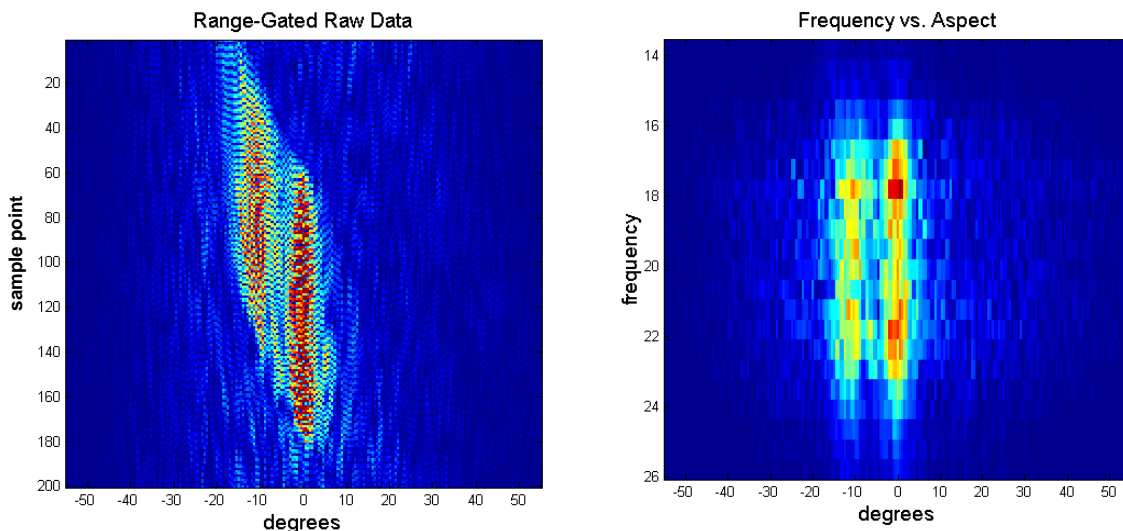 Range-Gated Raw Data
sample point
20
40
60
80
100
120
140
160
180
200
-50 -40 -30 -20 -10 0 10 20 30 40 50
degrees
Frequency vs. Aspect
frequency
14
16
18
20
22
24
26
-50 -40 -30 -20 -10 0 10 20 30 40 50
degrees